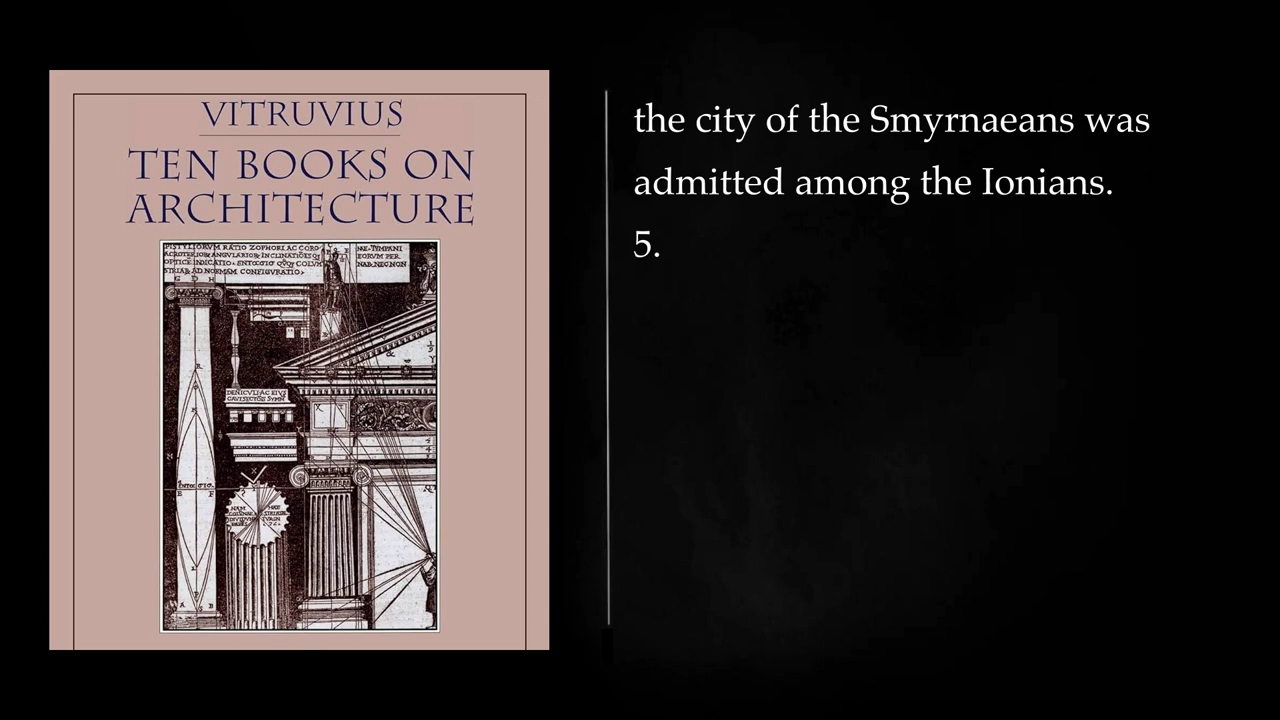 VITRUVIUS
TEN BOOKS ON
ARCHITECTURE
the city of the Smyrnaeans was
admitted among the Ionians.
5.